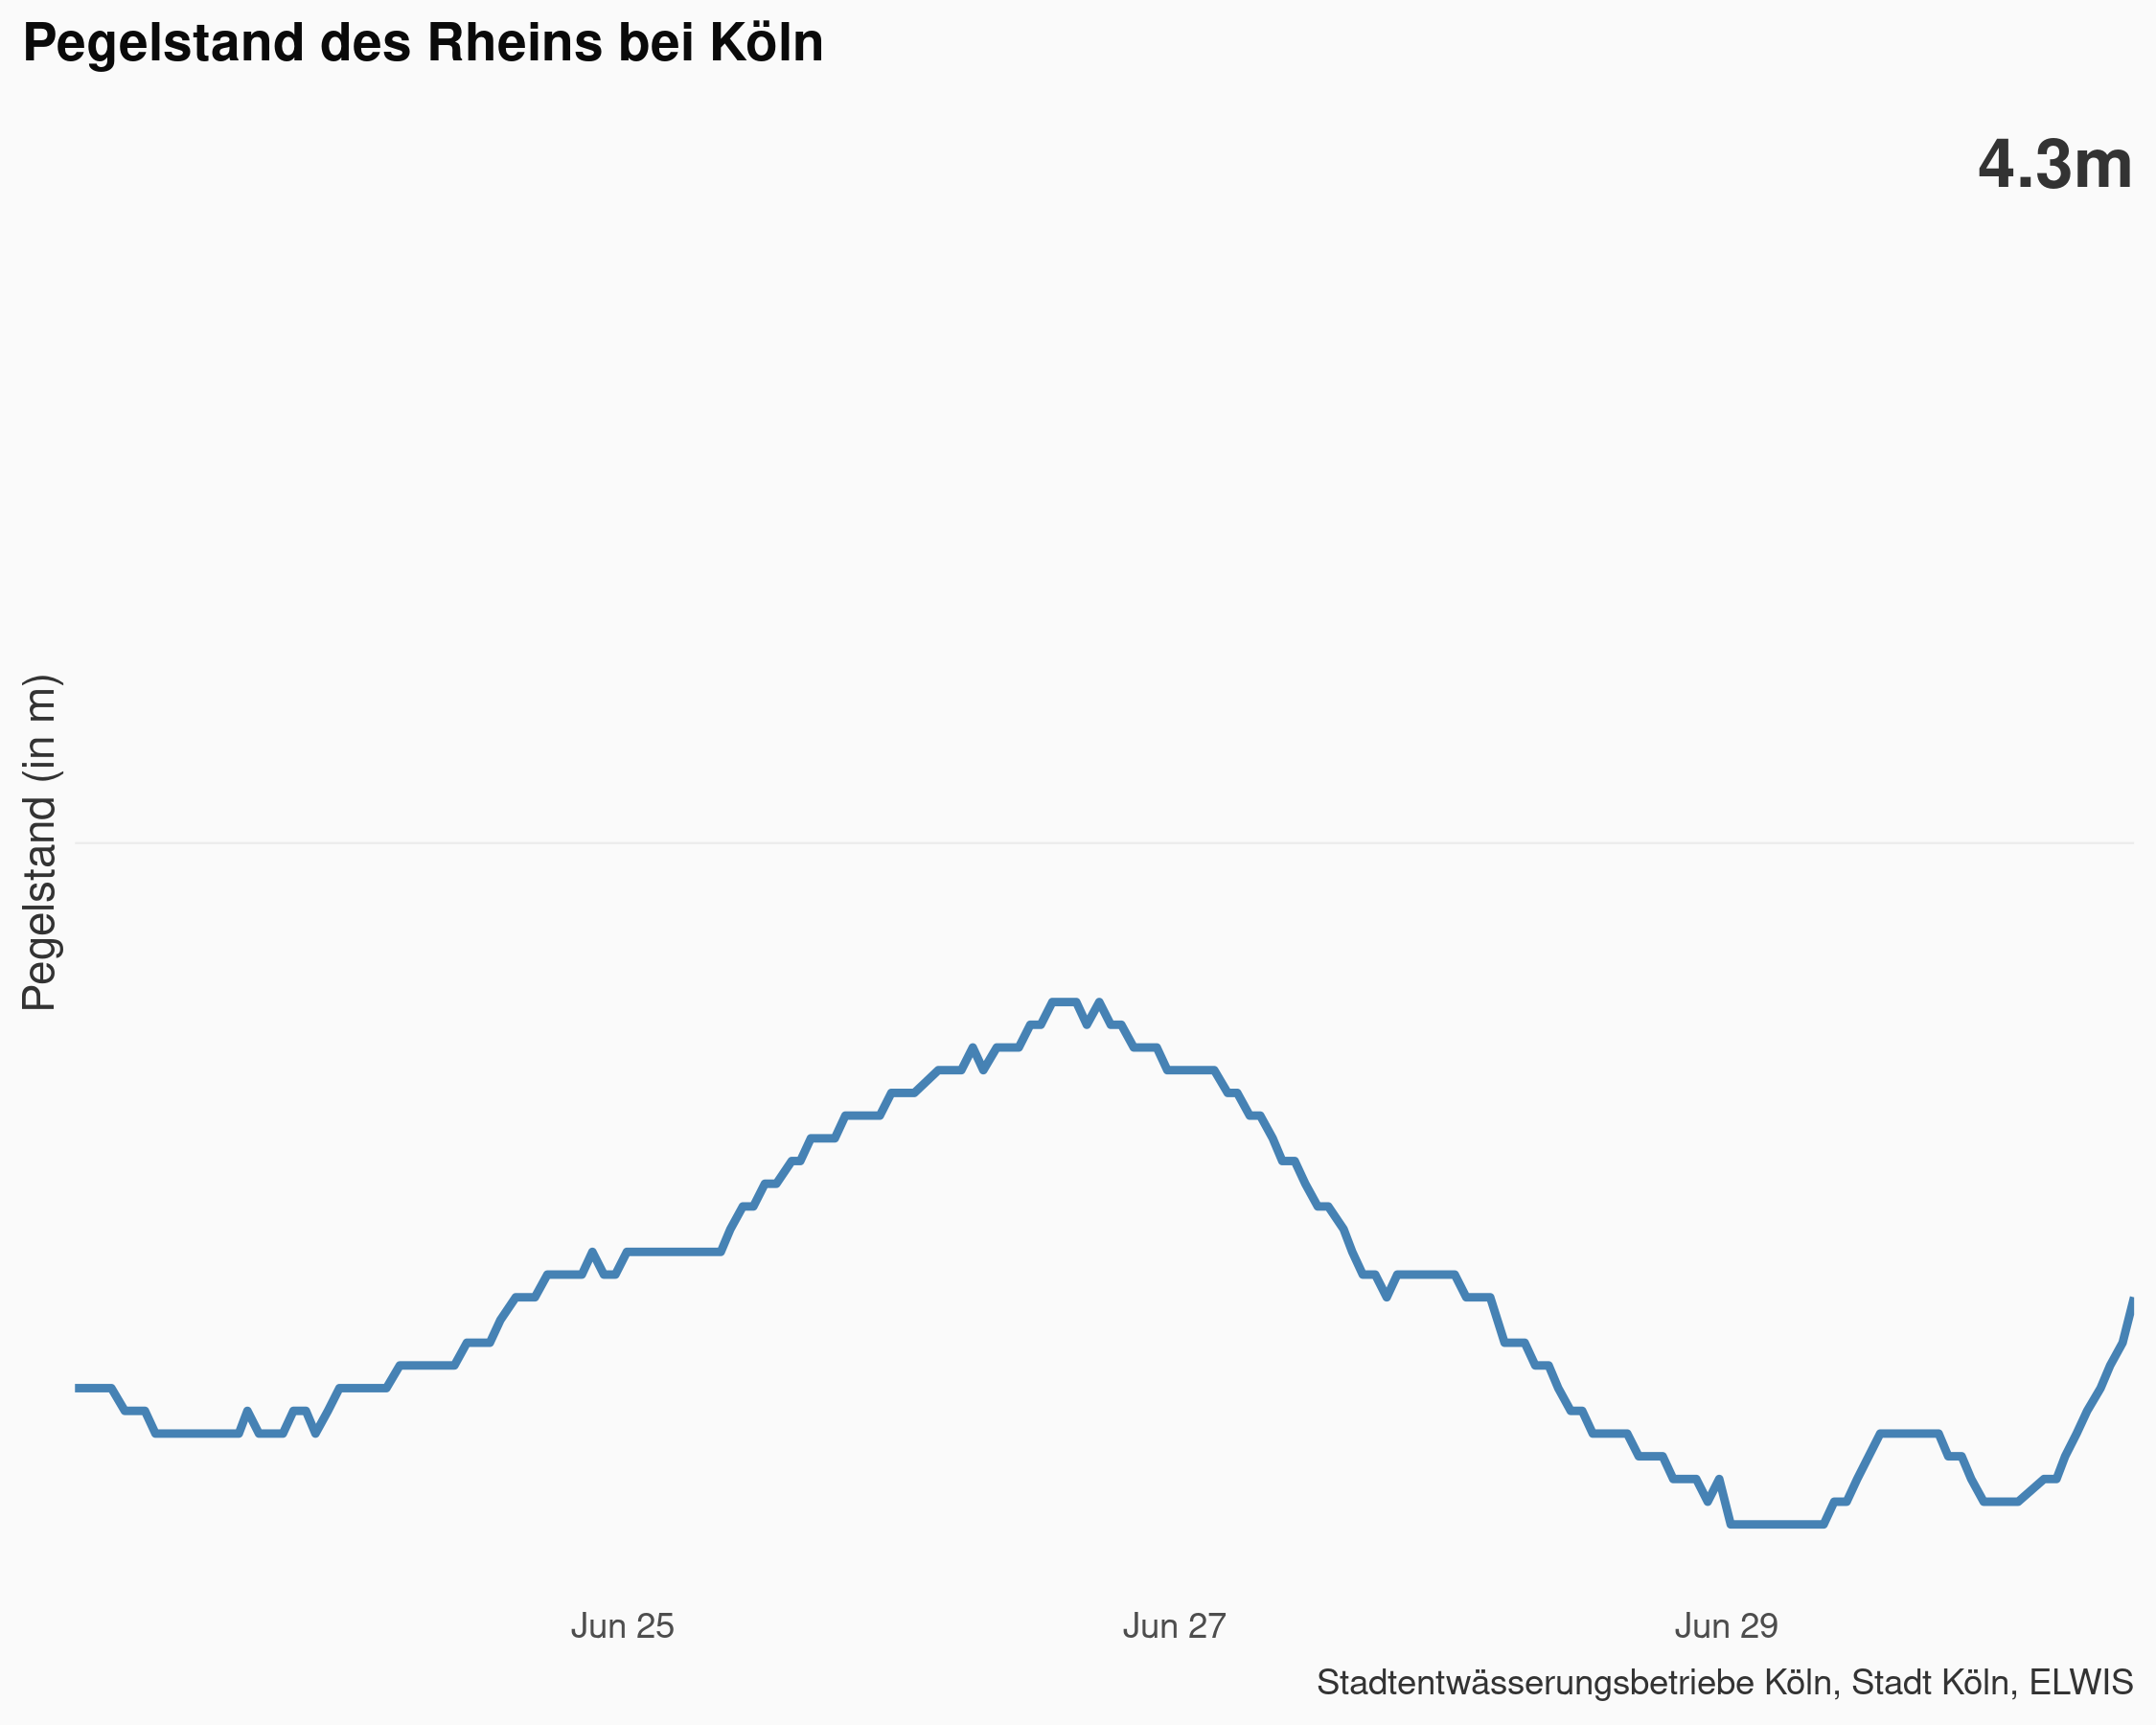 Pegelstand des Rheins bei Köln
4.3m
Pegelstand (in m)
Jun 25
Jun 27
Jun 29
Stadtentwässerungsbetriebe Köln, Stadt Köln, ELWIS